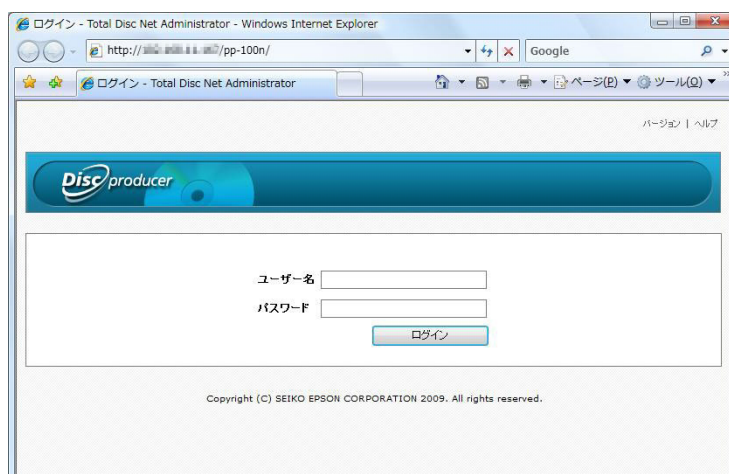 ログイン - Total Disc Net Administrator - Windows Internet Explorer
http:// /pp-100n/
Google
ログイン - Total Disc Net Administrator
ページ(P) ツール(O)
バージョン | ヘルプ
Disc producer
ユーザー名
パスワード
ログイン
Copyright (C) SEIKO EPSON CORPORATION 2009. All rights reserved.